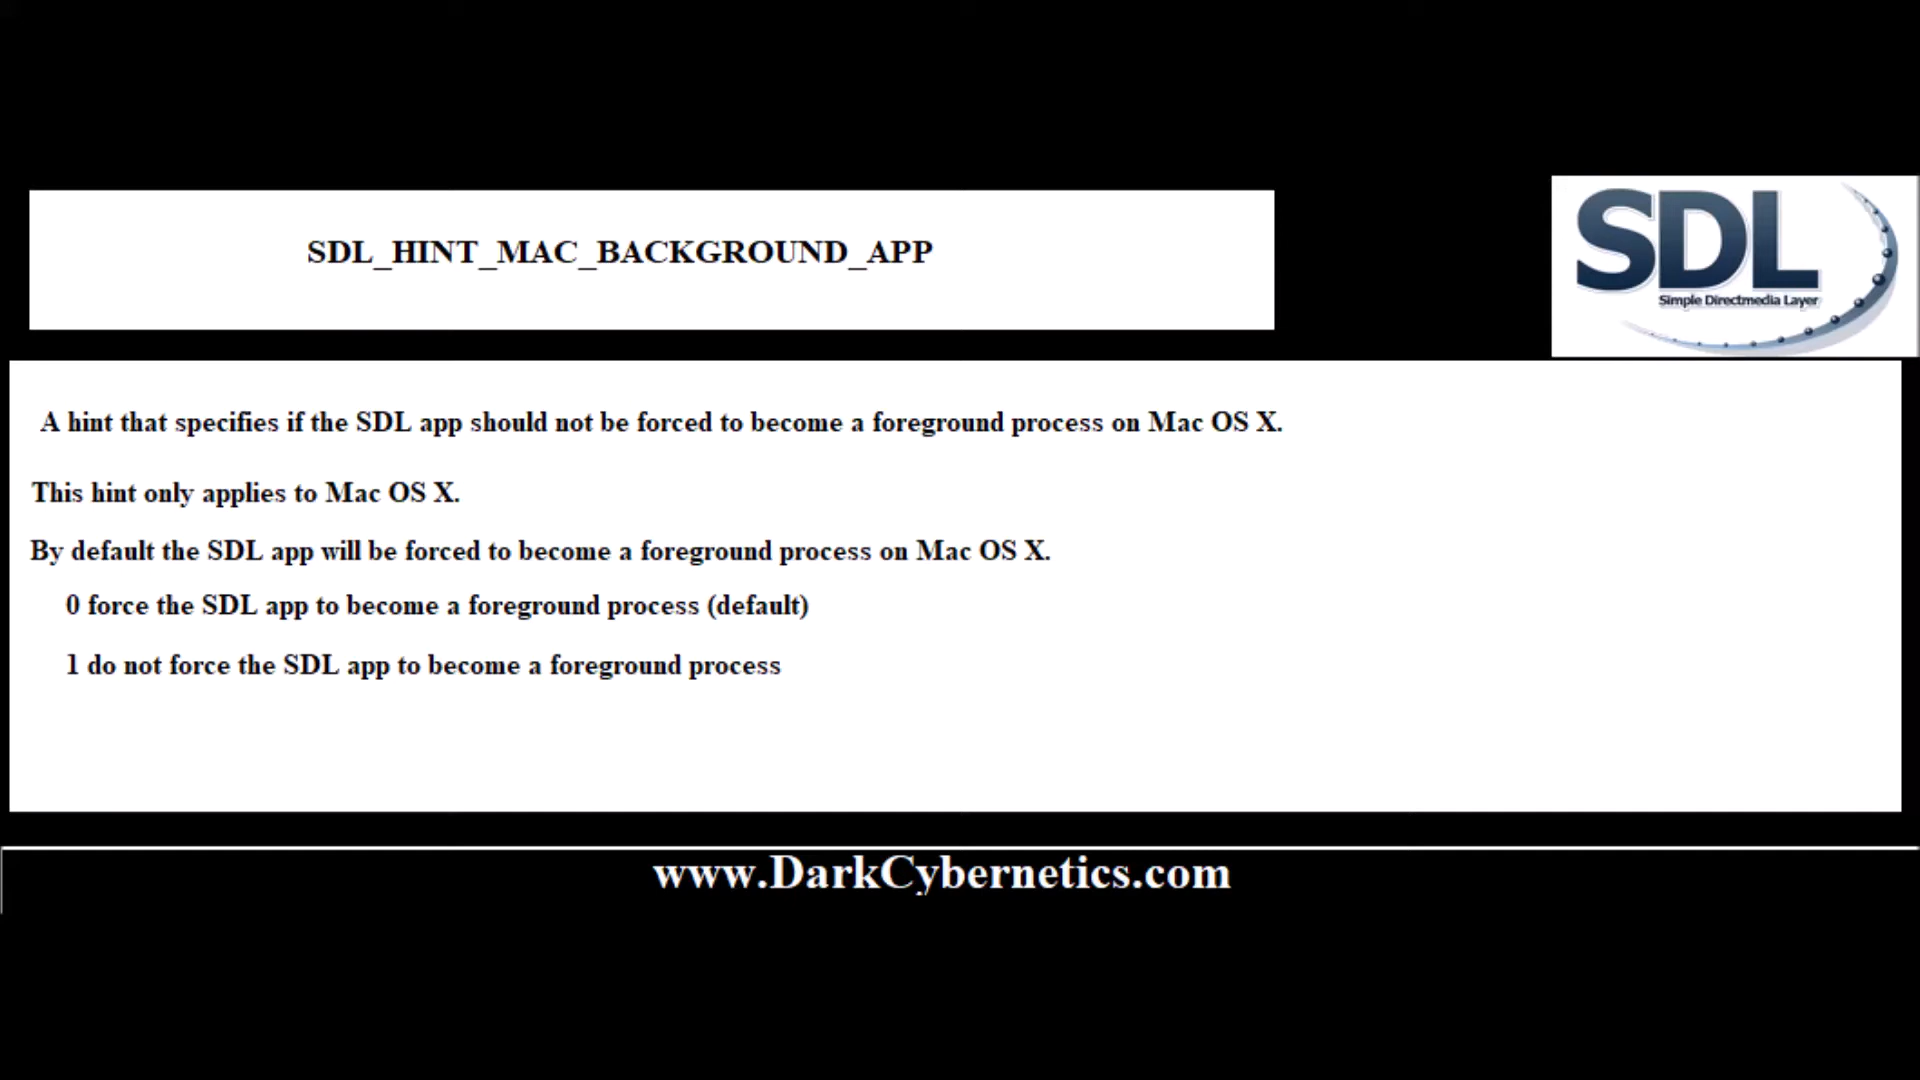 SDL_HINT_MAC_BACKGROUND_APP
SDL
Simple Directmedia Layer
A hint that specifies if the SDL app should not be forced to become a foreground process on Mac OS X.
This hint only applies to Mac OS X.
By default the SDL app will be forced to become a foreground process on Mac OS X.
0 force the SDL app to become a foreground process (default)
1 do not force the SDL app to become a foreground process
www.DarkCybernetics.com